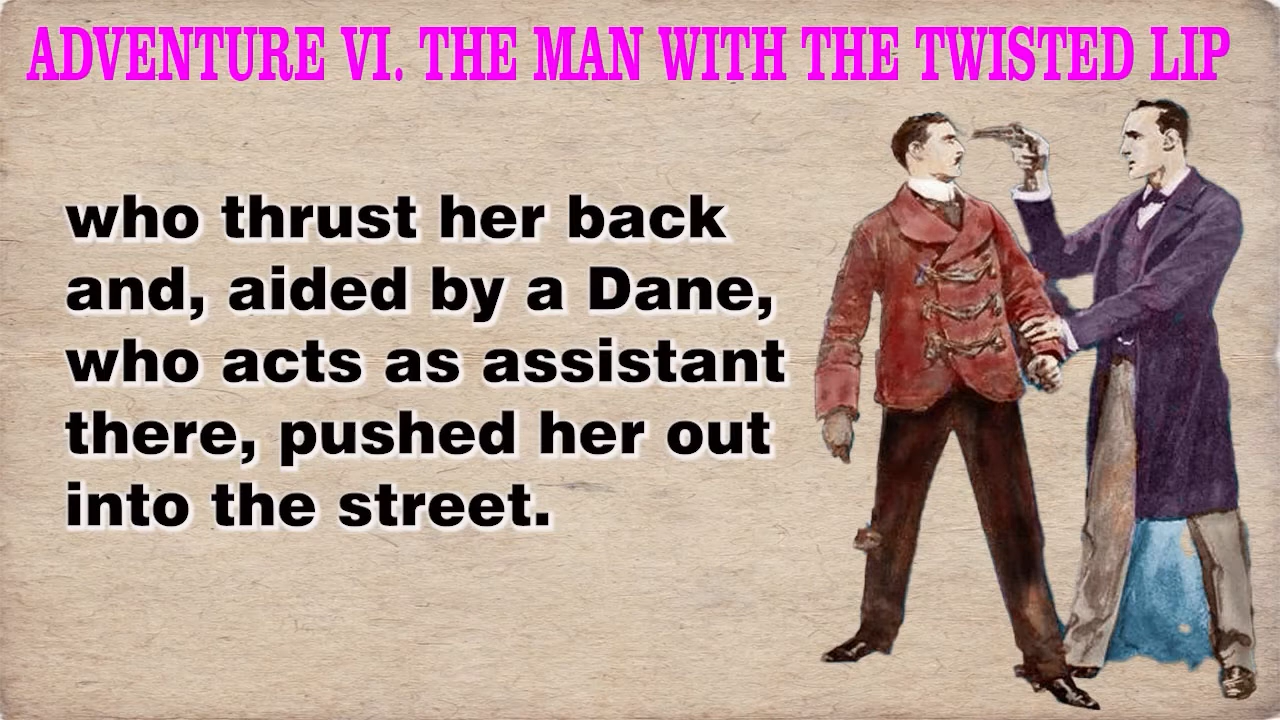 ADVENTURE VI. THE MAN WITH THE TWISTED LIP
who thrust her back
and, aided by a Dane,
who acts as assistant
there, pushed her out
into the street.